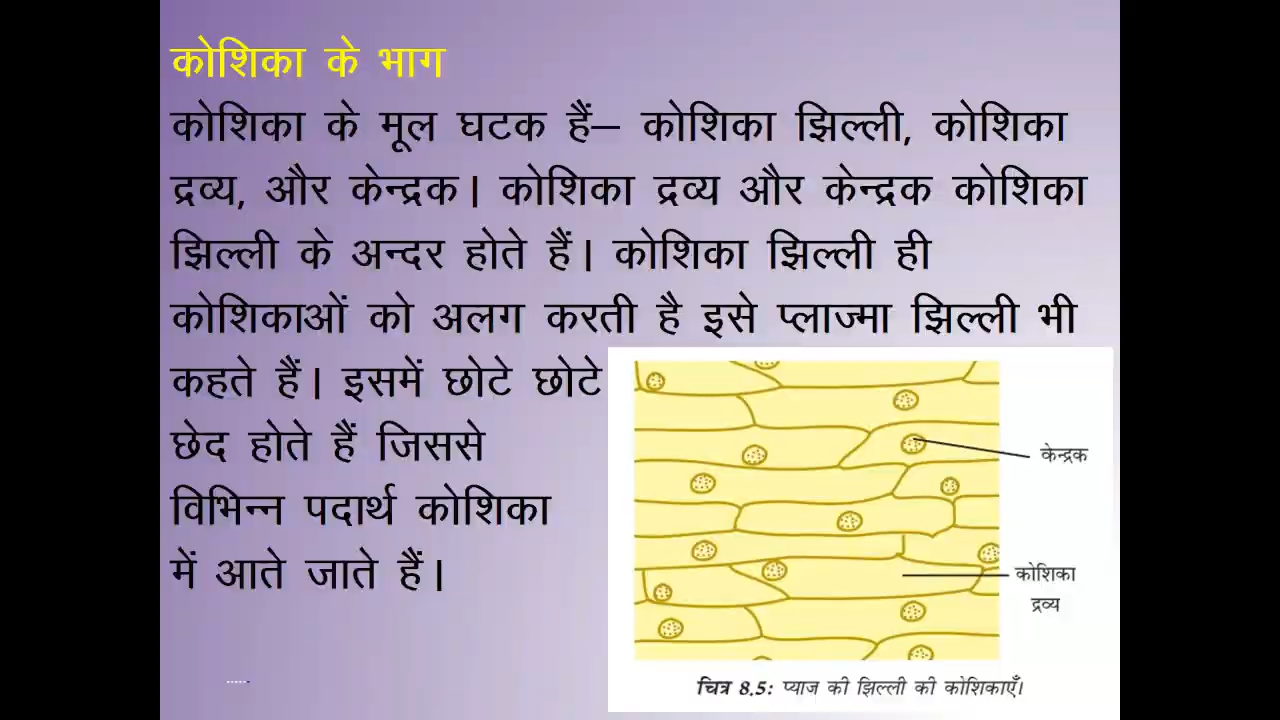 कोशिका के भाग
कोशिका के मूल घटक हैं– कोशिका झिल्ली, कोशिका
द्रव्य, और केन्द्रक। कोशिका द्रव्य और केन्द्रक कोशिका
झिल्ली के अन्दर होते हैं। कोशिका झिल्ली ही
कोशिकाओं को अलग करती है इसे प्लाज्मा झिल्ली भी
कहते हैं। इसमें छोटे छोटे
छेद होते हैं जिससे
विभिन्न पदार्थ कोशिका
में आते जाते हैं।
केन्द्रक
कोशिका
द्रव्य
चित्र 8.5: प्याज की झिल्ली की कोशिकाएँ।